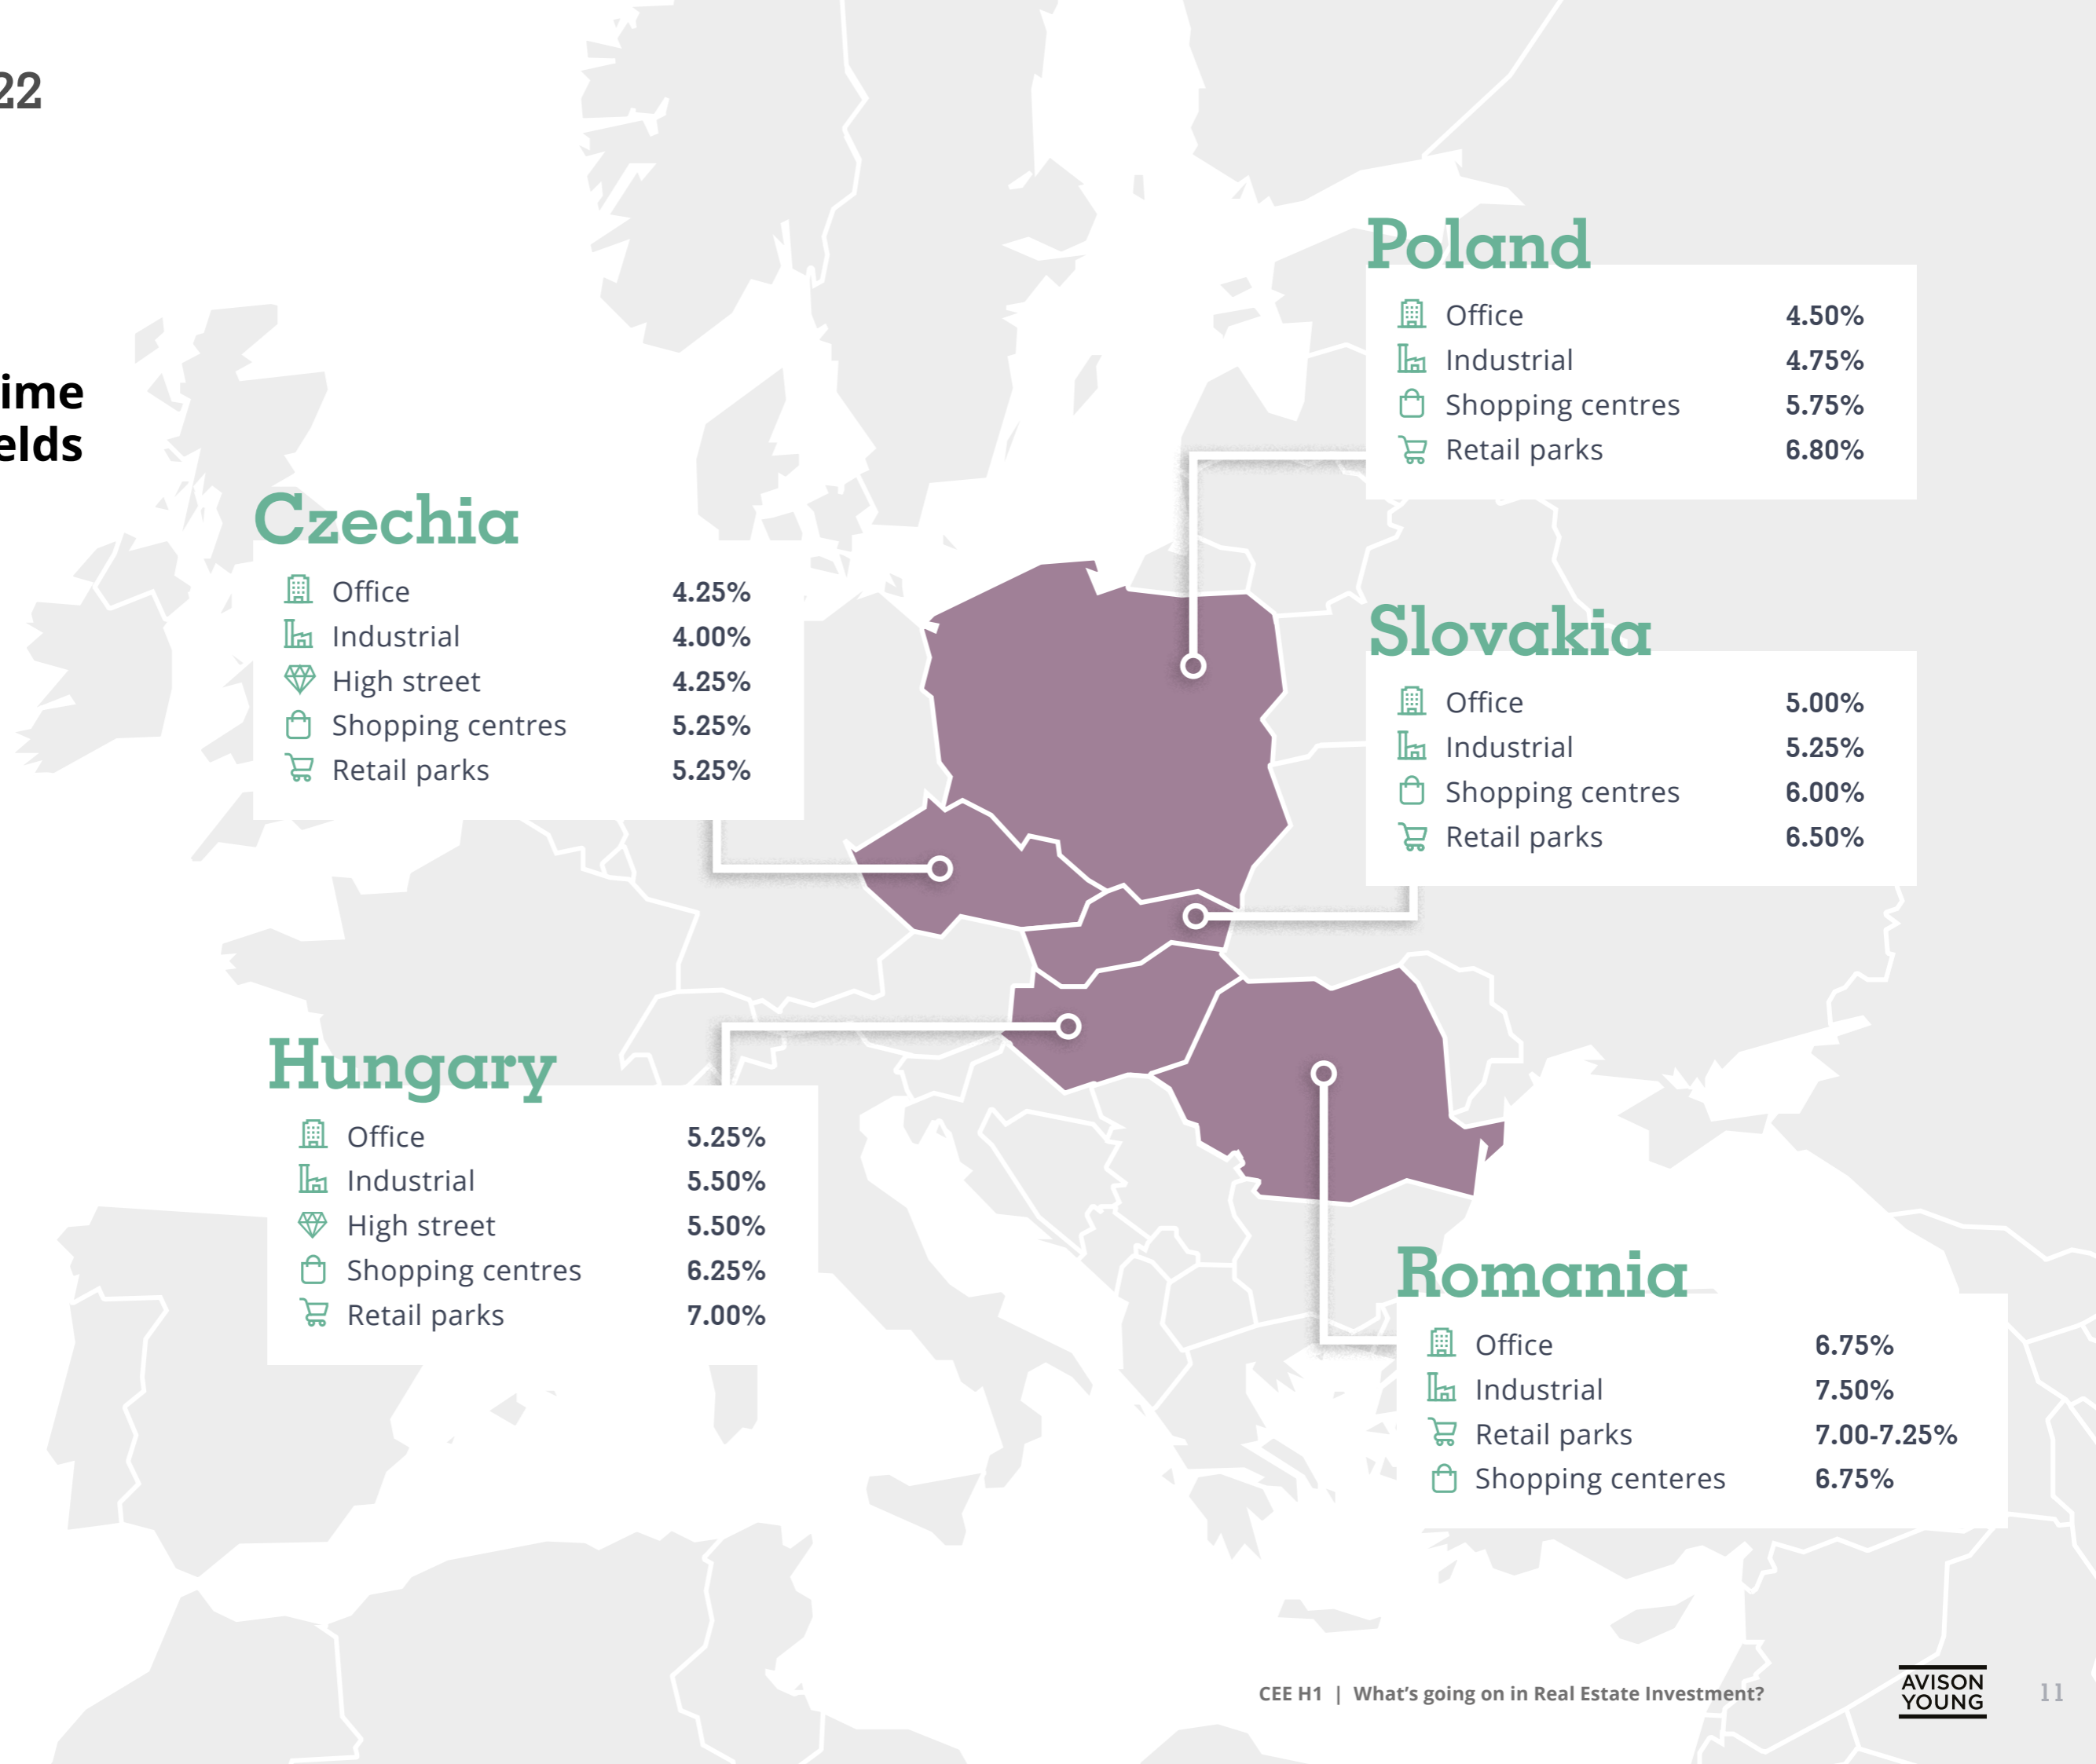 22
ime
elds
Czechia
Office 4.25%
Industrial 4.00%
High street 4.25%
Shopping centres 5.25%
Retail parks 5.25%
Hungary
Office 5.25%
Industrial 5.50%
High street 5.50%
Shopping centres 6.25%
Retail parks 7.00%
Poland
Office 4.50%
Industrial 4.75%
Shopping centres 5.75%
Retail parks 6.80%
Slovakia
Office 5.00%
Industrial 5.25%
Shopping centres 6.00%
Retail parks 6.50%
Romania
Office 6.75%
Industrial 7.50%
Retail parks 7.00-7.25%
Shopping centeres 6.75%
CEE H1 | What’s going on in Real Estate Investment?
AVISON
YOUNG
11